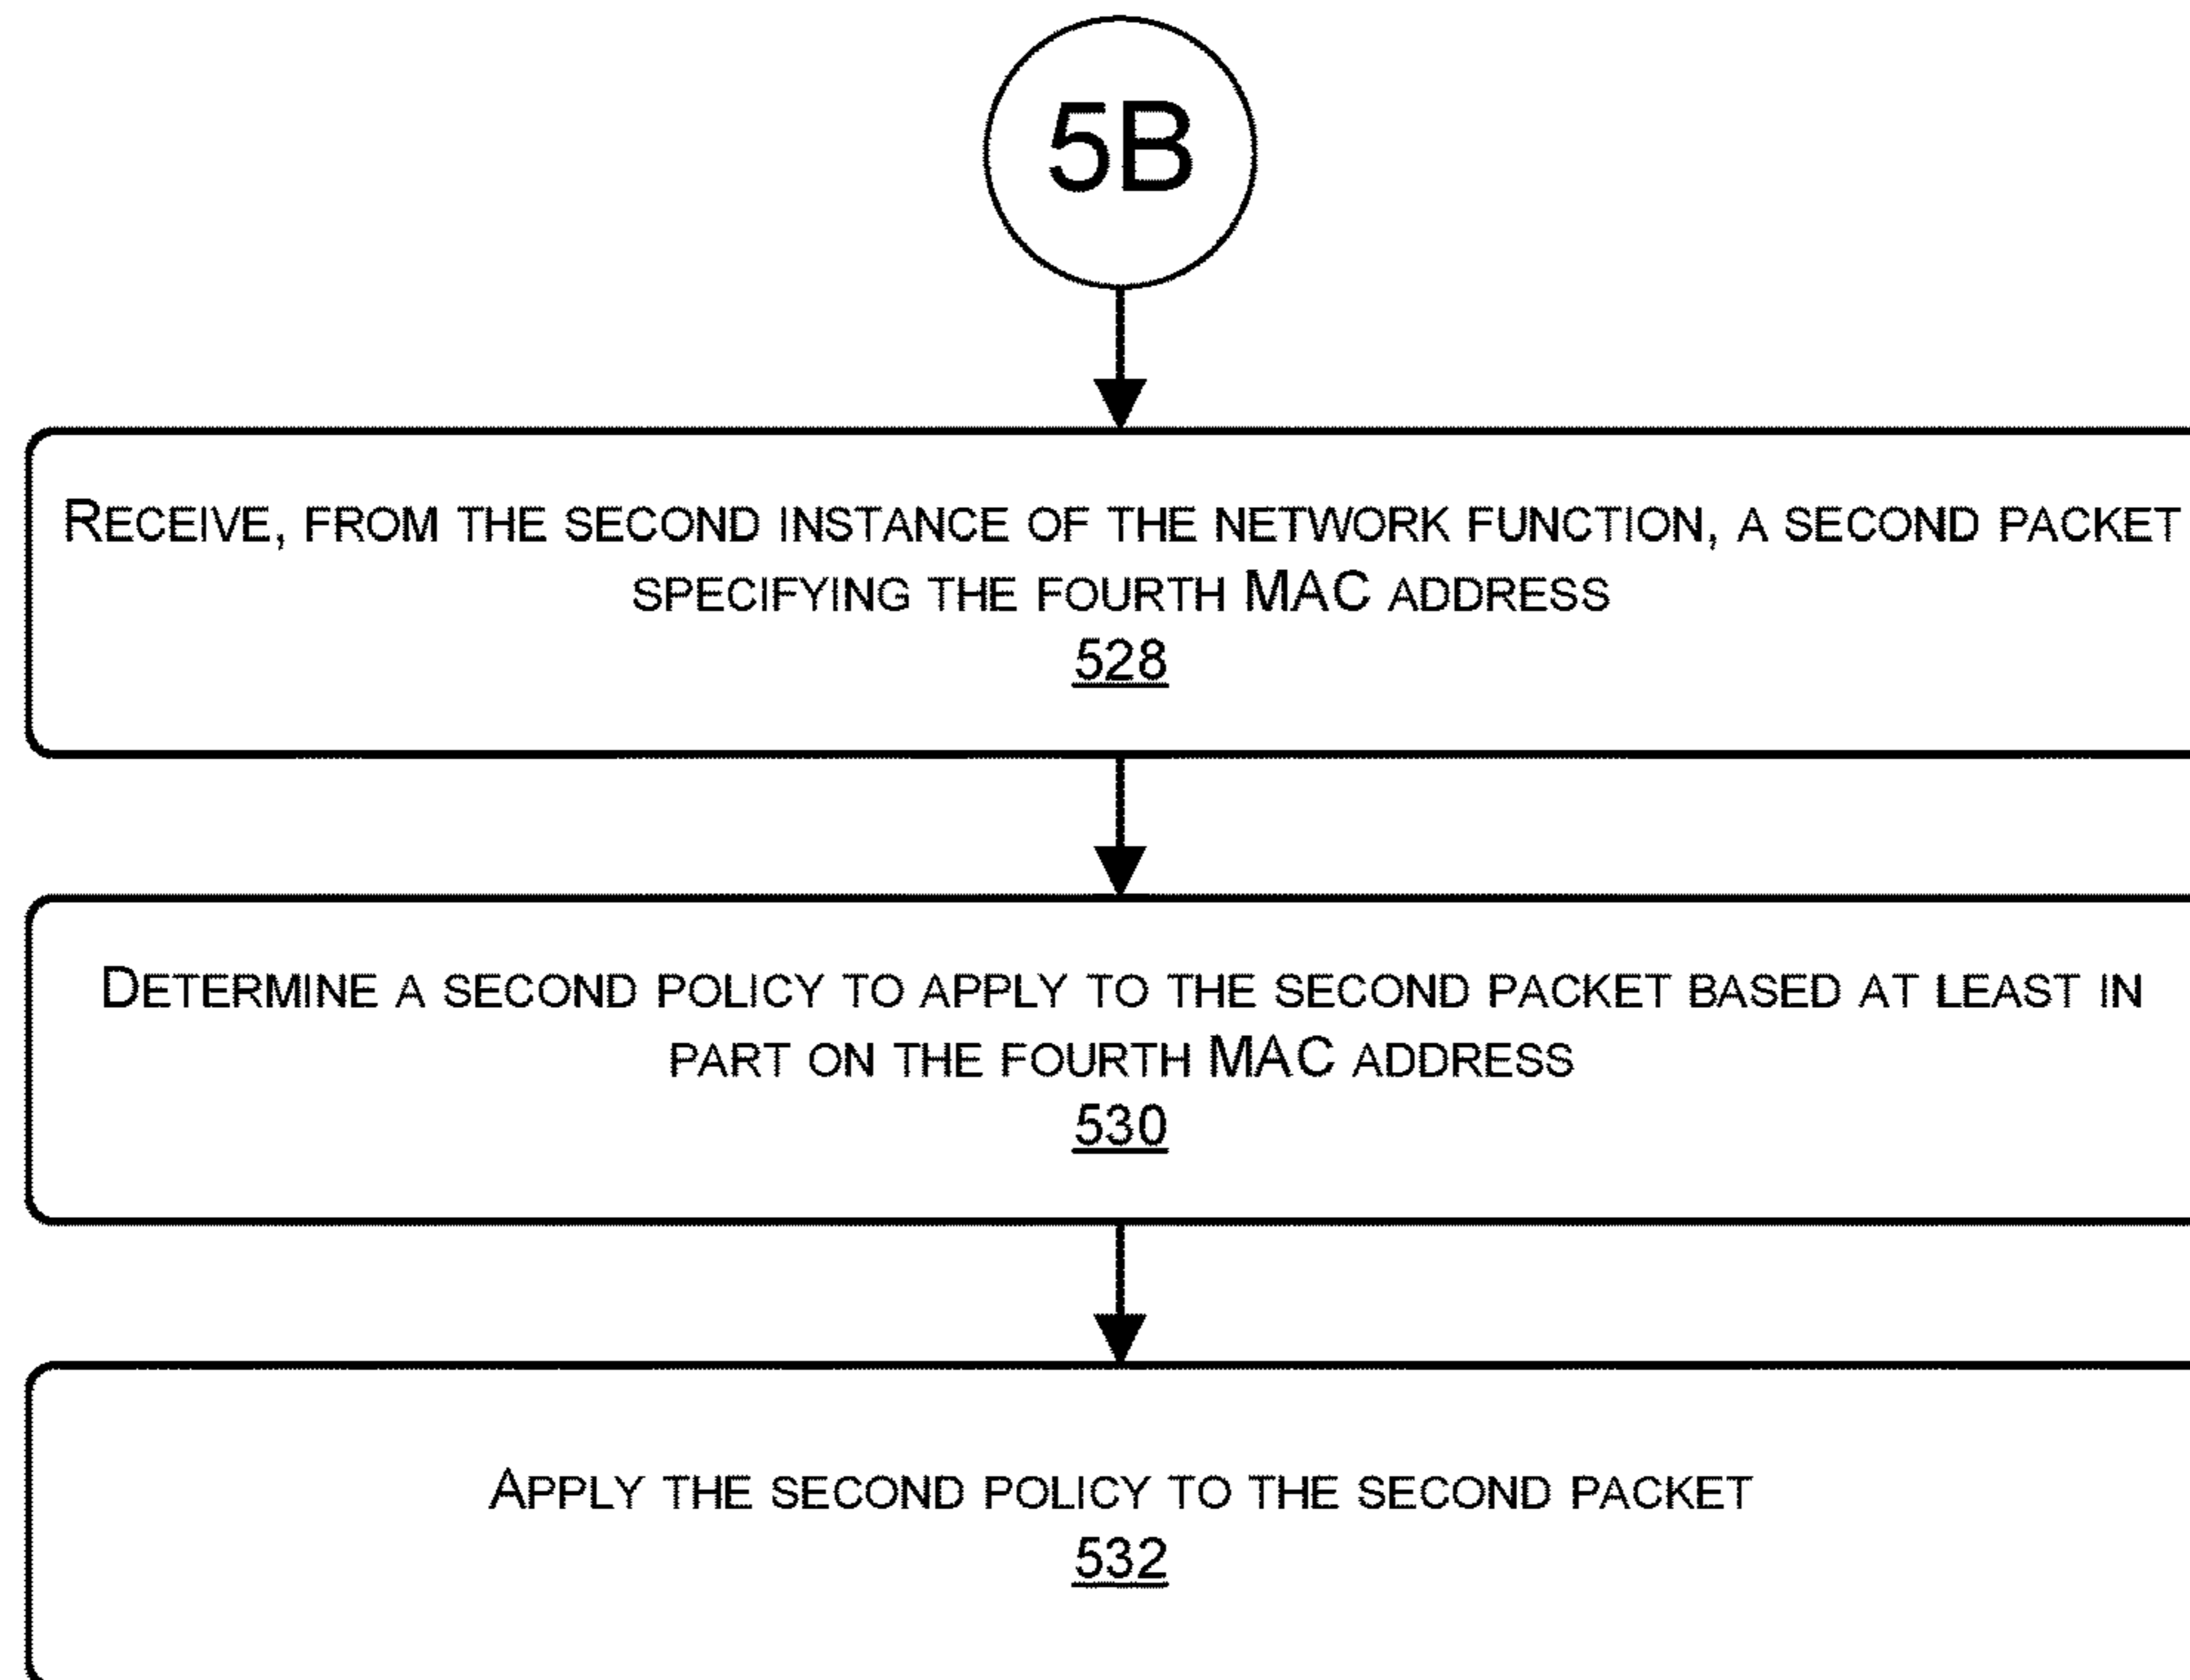 5B
RECEIVE, FROM THE SECOND INSTANCE OF THE NETWORK FUNCTION, A SECOND PACKET
SPECIFYING THE FOURTH MAC ADDRESS
528
DETERMINE A SECOND POLICY TO APPLY TO THE SECOND PACKET BASED AT LEAST IN
PART ON THE FOURTH MAC ADDRESS
530
APPLY THE SECOND POLICY TO THE SECOND PACKET
532